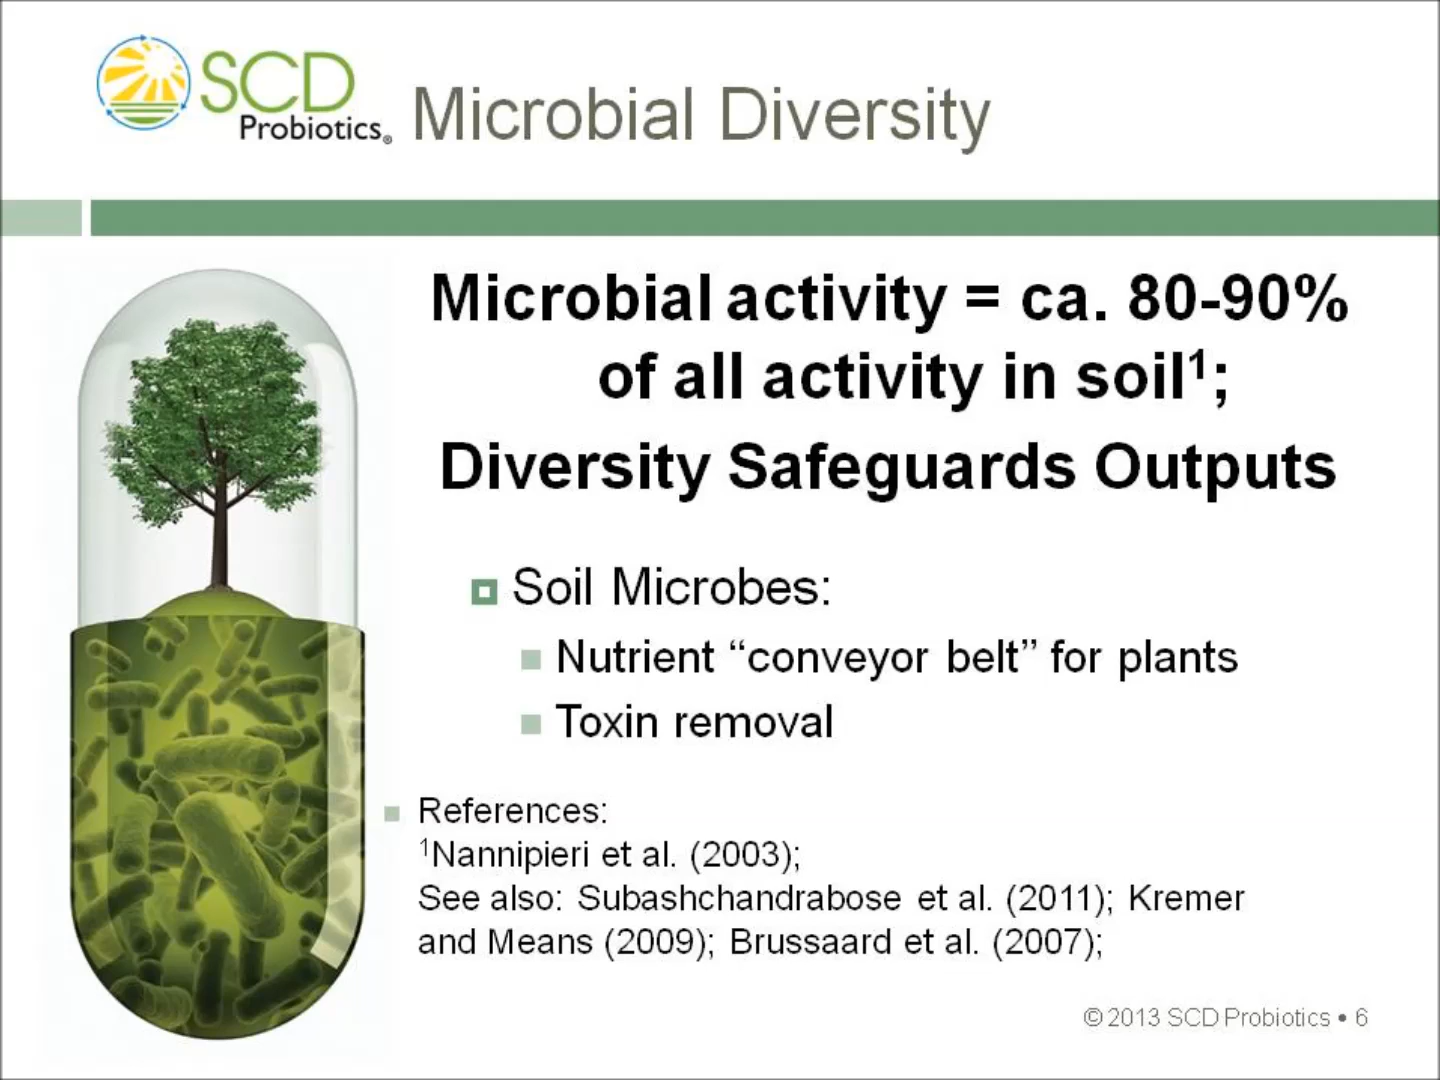 SCD
Probiotics®
Microbial Diversity
Microbial activity = ca. 80-90%
of all activity in soil¹;
Diversity Safeguards Outputs
Soil Microbes:
Nutrient “conveyor belt” for plants
Toxin removal
References:
¹Nannipieri et al. (2003);
See also: Subashchandrabose et al. (2011); Kremer
and Means (2009); Brussaard et al. (2007);
© 2013 SCD Probiotics • 6